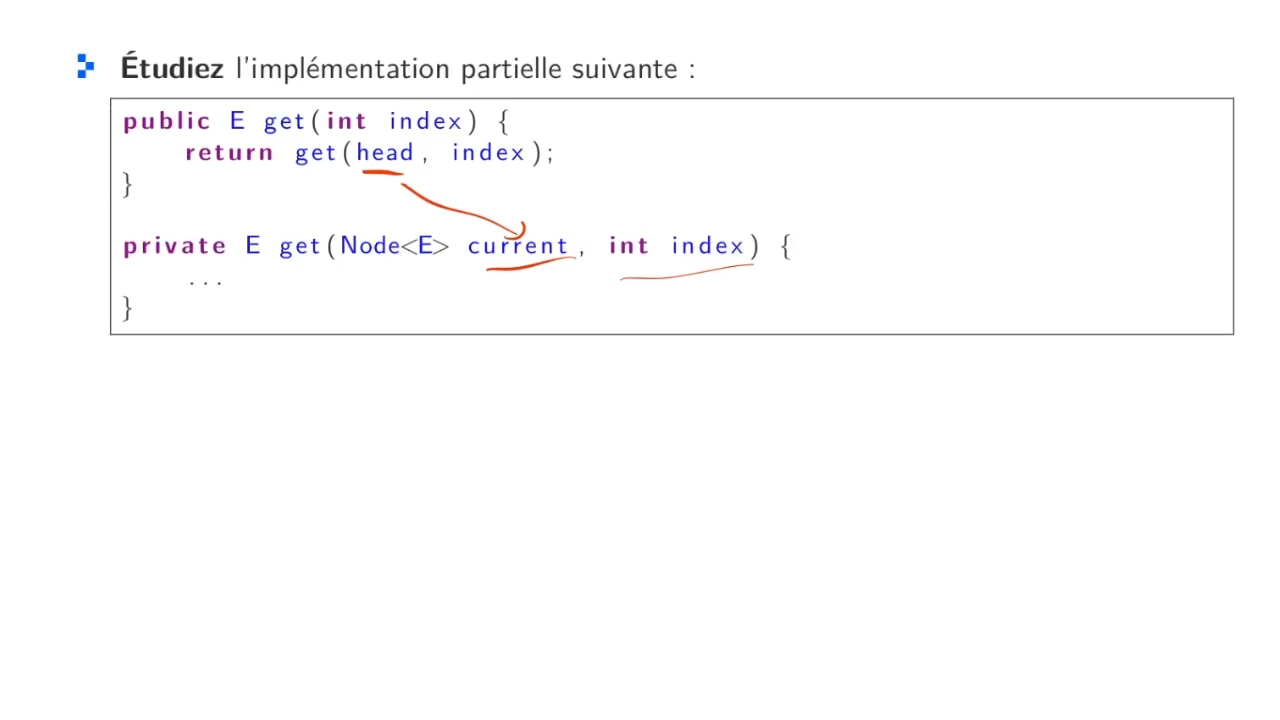 Étudiez l'implémentation partielle suivante :
public E get(int index) {
return get(head, index);
}
private E get(Node<E> current, int index) {
...
}